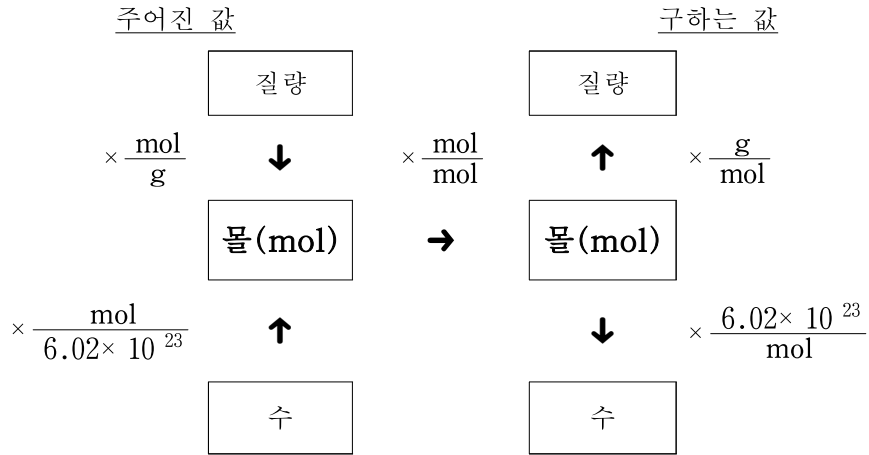 주어진 값 구하는 값
질량 질량
× mol/g × mol/mol × g/mol
몰(mol) 몰(mol)
× mol/6.02× 10^23 × 6.02× 10^23/mol
수 수